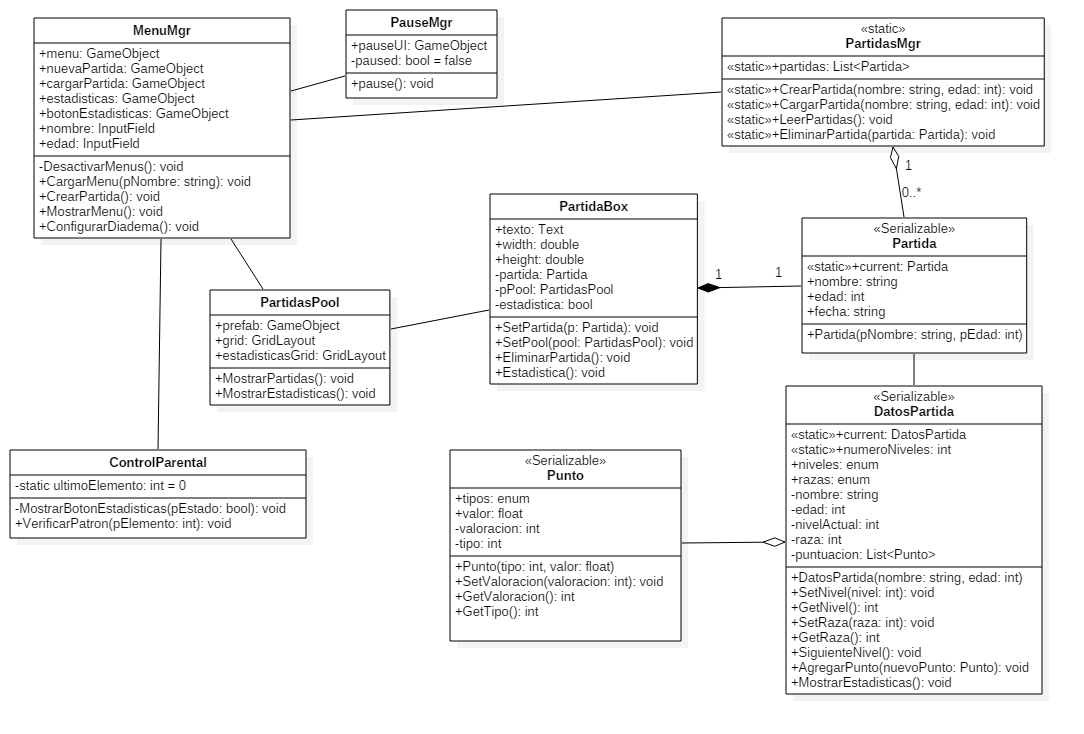 MenuMgr
+menu: GameObject
+nuevaPartida: GameObject
+cargarPartida: GameObject
+estadisticas: GameObject
+botonEstadisticas: GameObject
+nombre: InputField
+edad: InputField
-DesactivarMenus(): void
+CargarMenu(pNombre: string): void
+CrearPartida(): void
+MostrarMenu(): void
+ConfigurarDiadema(): void
PauseMgr
+pauseUI: GameObject
-paused: bool = false
+pause(): void
«static»
PartidasMgr
«static»+partidas: List<Partida>
«static»+CrearPartida(nombre: string, edad: int): void
«static»+CargarPartida(nombre: string, edad: int): void
«static»+LeerPartidas(): void
«static»+EliminarPartida(partida: Partida): void
1
0..*
PartidaBox
+texto: Text
+width: double
+height: double
-partida: Partida
-pPool: PartidasPool
-estadistica: bool
+SetPartida(p: Partida): void
+SetPool(pool: PartidasPool): void
+EliminarPartida(): void
+Estadistica(): void
1
1
«Serializable»
Partida
«static»+current: Partida
+nombre: string
+edad: int
+fecha: string
+Partida(pNombre: string, pEdad: int)
PartidasPool
+prefab: GameObject
+grid: GridLayout
+estadisticasGrid: GridLayout
+MostrarPartidas(): void
+MostrarEstadisticas(): void
ControlParental
-static ultimoElemento: int = 0
-MostrarBotonEstadisticas(pEstado: bool): void
+VerificarPatron(pElemento: int): void
«Serializable»
Punto
+tipos: enum
+valor: float
-valoracion: int
-tipo: int
+Punto(tipo: int, valor: float)
+SetValoracion(valoracion: int): void
+GetValoracion(): int
+GetTipo(): int
«Serializable»
DatosPartida
«static»+current: DatosPartida
«static»+numeroNiveles: int
+niveles: enum
+razas: enum
-nombre: string
-edad: int
-nivelActual: int
-raza: int
-puntuacion: List<Punto>
+DatosPartida(nombre: string, edad: int)
+SetNivel(nivel: int): void
+GetNivel(): int
+SetRaza(raza: int): void
+GetRaza(): int
+SiguienteNivel(): void
+AgregarPunto(nuevoPunto: Punto): void
+MostrarEstadisticas(): void